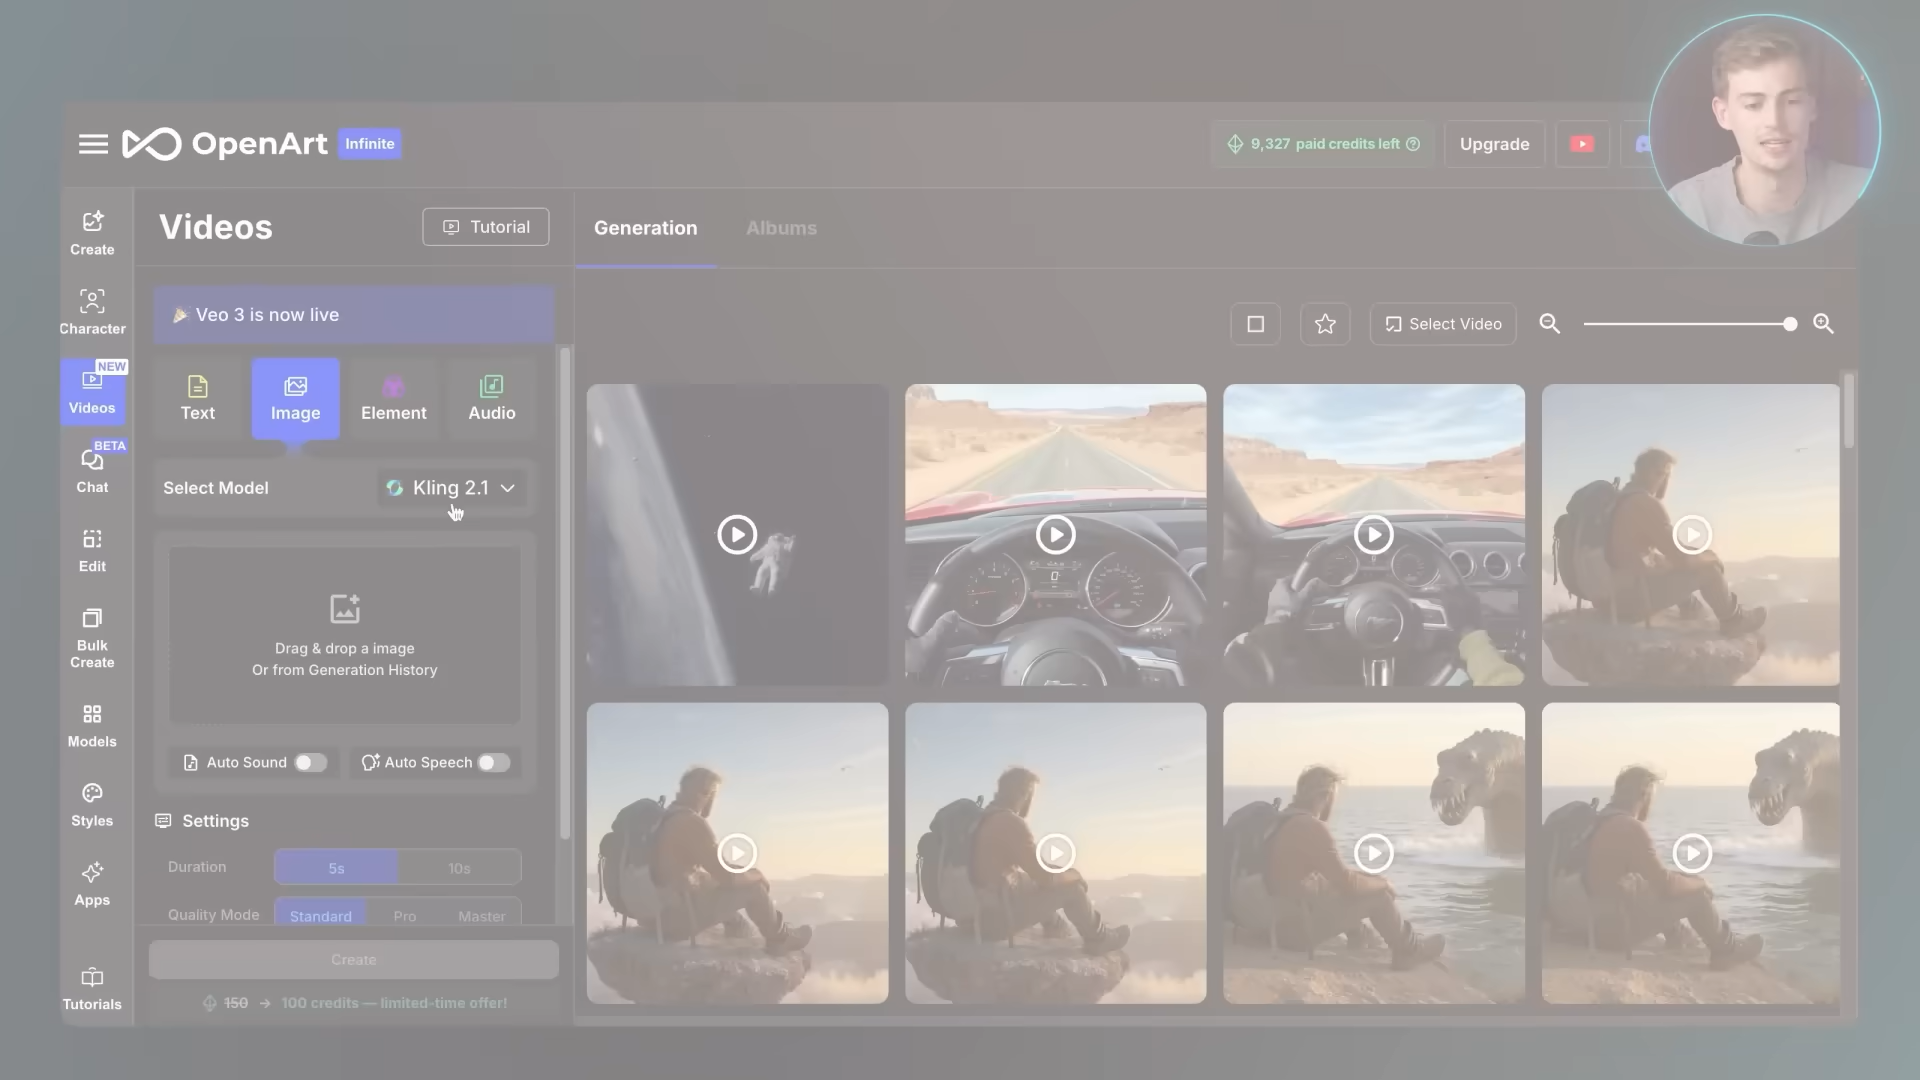 OpenArt Infinite
9,327 paid credits left
Upgrade
Create
Character
NEW
Videos
BETA
Chat
Edit
Bulk
Create
Models
Styles
Apps
Tutorials
Videos
Tutorial
Veo 3 is now live
Text
Image
Element
Audio
Select Model
Kling 2.1
Drag & drop a image
Or from Generation History
Auto Sound
Auto Speech
Settings
Duration
5s
10s
Quality Mode
Standard
Pro
Master
Create
150 → 100 credits — limited-time offer!
Generation
Albums
Select Video